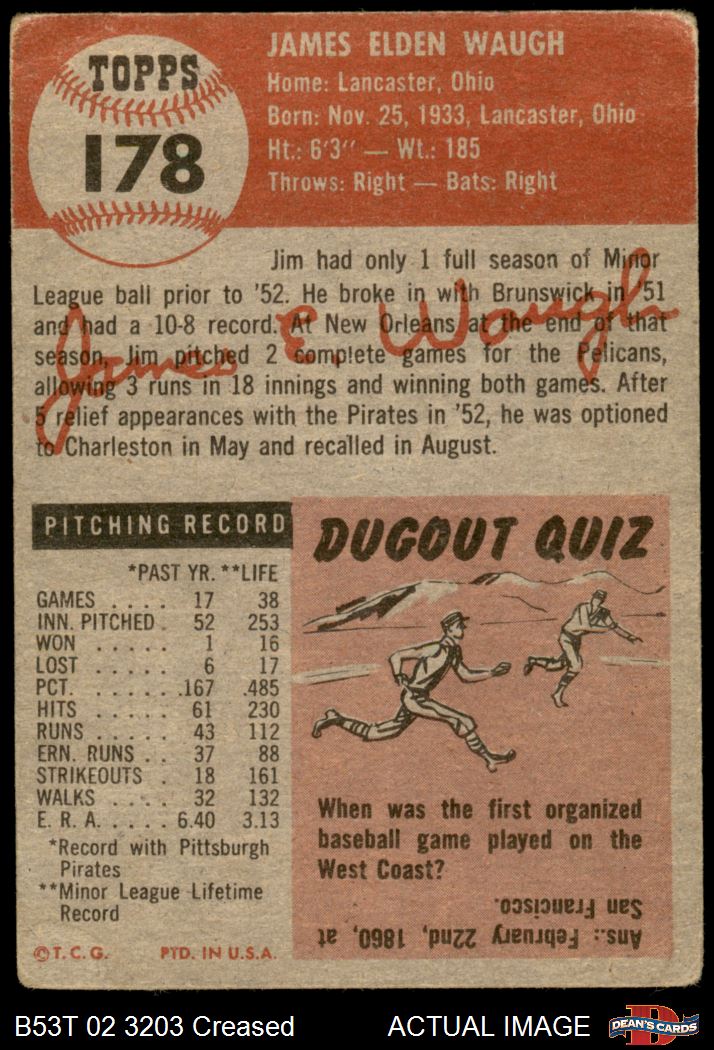 TOPPS
178
JAMES ELDEN WAUGH
Home: Lancaster, Ohio
Born: Nov. 25, 1933, Lancaster, Ohio
Ht.: 6'3" — Wt.: 185
Throws: Right — Bats: Right
Jim had only 1 full season of Minor
League ball prior to '52. He broke in with Brunswick in '51
and had a 10-8 record. At New Orleans at the end of that
season, Jim pitched 2 complete games for the Pelicans,
allowing 3 runs in 18 innings and winning both games. After
5 relief appearances with the Pirates in '52, he was optioned
to Charleston in May and recalled in August.
James E. Waugh
PITCHING RECORD
*PAST YR. **LIFE
GAMES . . . . 17 38
INN. PITCHED . 52 253
WON . . . . . 1 16
LOST . . . . . 6 17
PCT. . . . . . .167 .485
HITS . . . . . 61 230
RUNS . . . . . 43 112
ERN. RUNS . . 37 88
STRIKEOUTS . 18 161
WALKS . . . . 32 132
E. R. A. . . . . . 6.40 3.13
*Record with Pittsburgh
Pirates
**Minor League Lifetime
Record
©T. C. G. PTD. IN U.S.A.
DUGOUT QUIZ
When was the first organized
baseball game played on the
West Coast?
Ans.: February 22nd, 1860, at
San Francisco.
B53T 02 3203 Creased ACTUAL IMAGE
D
DEAN'S CARDS